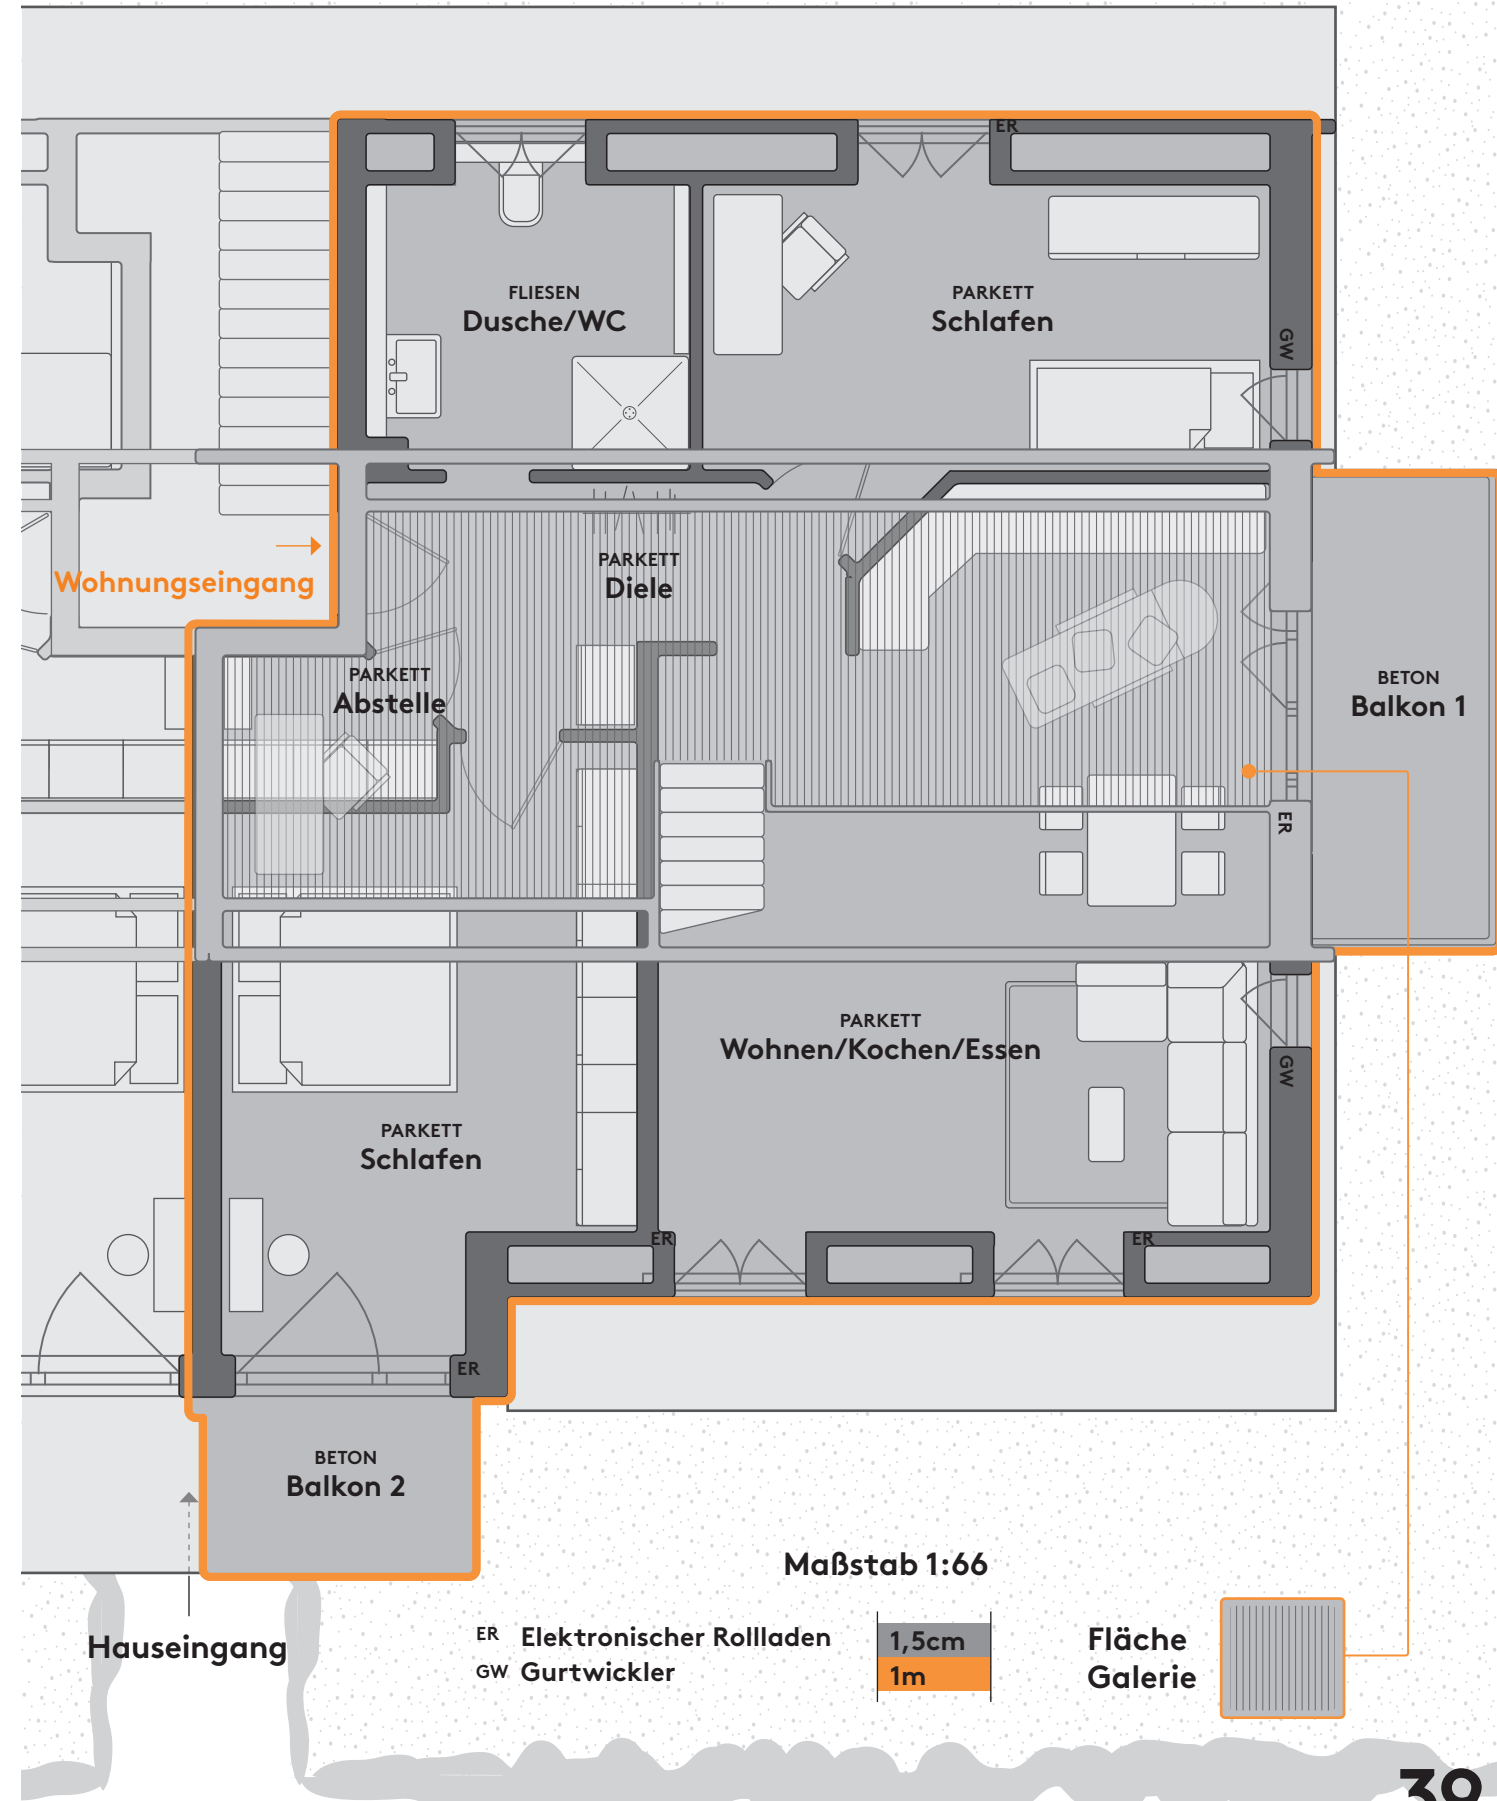 ER
FLIESEN
Dusche/WC
PARKETT
Schlafen
GW
Wohnungseingang
PARKETT
Diele
PARKETT
Abstelle
BETON
Balkon 1
ER
PARKETT
Wohnen/Kochen/Essen
GW
PARKETT
Schlafen
ER
ER
ER
BETON
Balkon 2
Hauseingang
Maßstab 1:66
ER Elektronischer Rollladen
GW Gurtwickler
1,5cm
1m
Fläche
Galerie
39